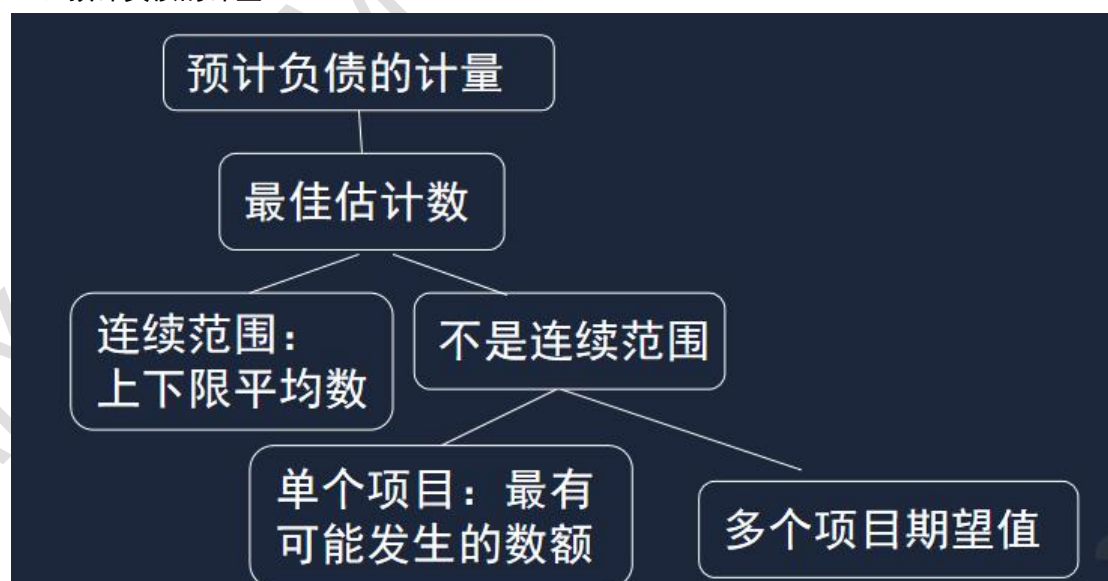 预计负债的计量
最佳估计数
连续范围：
上下限平均数
不是连续范围
单个项目：最有
可能发生的数额
多个项目期望值